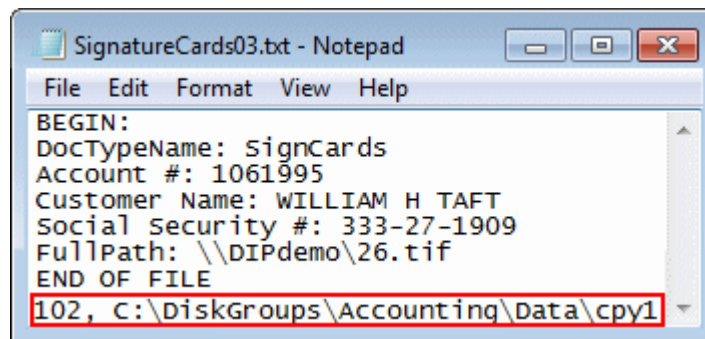 SignatureCards03.txt - Notepad
File Edit Format View Help
BEGIN:
DocTypeName: SignCards
Account #: 1061995
Customer Name: WILLIAM H TAFT
Social Security #: 333-27-1909
FullPath: \\DIPdemo\26.tif
END OF FILE
102, C:\DiskGroups\Accounting\Data\cpy1